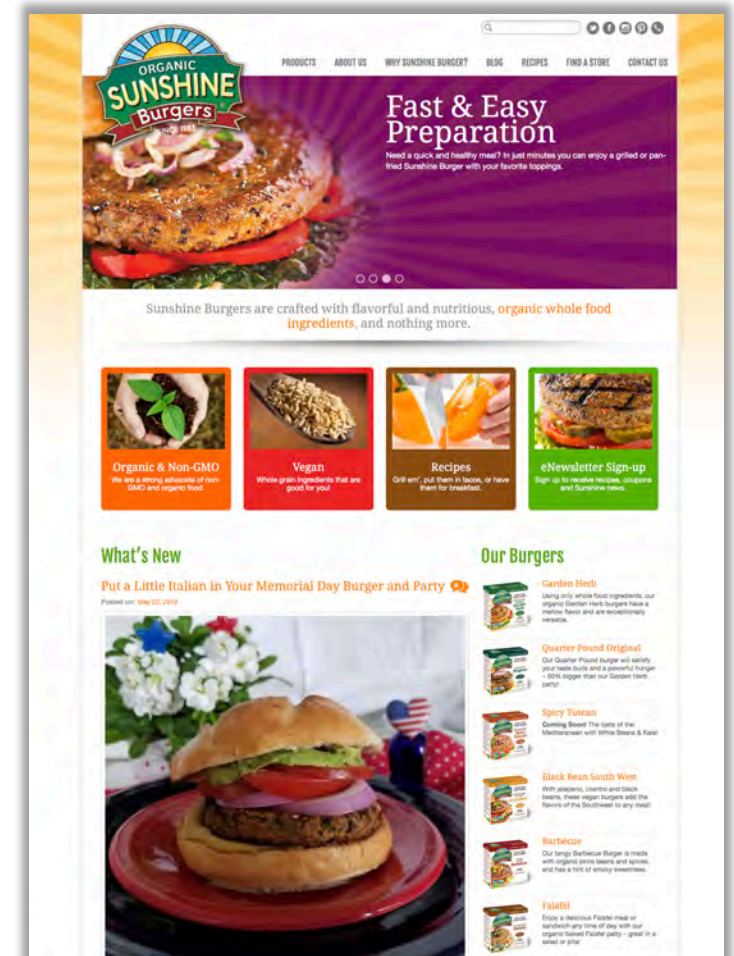 ORGANIC
SUNSHINE
Burgers
SINCE 1983
PRODUCTS
ABOUT US
WHY SUNSHINE BURGER?
BLOG
RECIPES
FIND A STORE
CONTACT US
Fast & Easy
Preparation
Need a quick and healthy meal? In just minutes you can enjoy a grilled or pan-
fried Sunshine Burger with your favorite toppings.
Sunshine Burgers are crafted with flavorful and nutritious, organic whole food
ingredients, and nothing more.
Organic & Non-GMO
We are a strong advocate of non-
GMO and organic food.
Vegan
Whole grain ingredients that are
good for you!
Recipes
Grill em', put them in tacos, or have
them for breakfast.
eNewsletter Sign-up
Sign up to receive recipes, coupons
and Sunshine news.
What's New
Put a Little Italian in Your Memorial Day Burger and Party
Posted on: May 22,
Our Burgers
Garden Herb
Using only whole food ingredients, our
organic Garden Herb burgers have a
mellow flavor and are exceptionally
versatile.
Quarter Pound Original
Our Quarter Pound burger will satisfy
your taste buds and a powerful hunger
– 50% bigger than our Garden Herb
patty!
Spicy Tuscan
Coming Soon! The taste of the
Mediterranean with White Beans & Kale!
Black Bean South West
With jalapeno, cilantro and black
beans, these vegan burgers add the
flavors of the Southwest to any meal!
Barbecue
Our tangy Barbecue Burger is made
with organic pinto beans and spices,
and has a hint of smoky sweetness.
Falafel
Enjoy a delicious Falafel meal or
sandwich any time of day with our
organic baked Falafel patty – great in a
salad or pita!